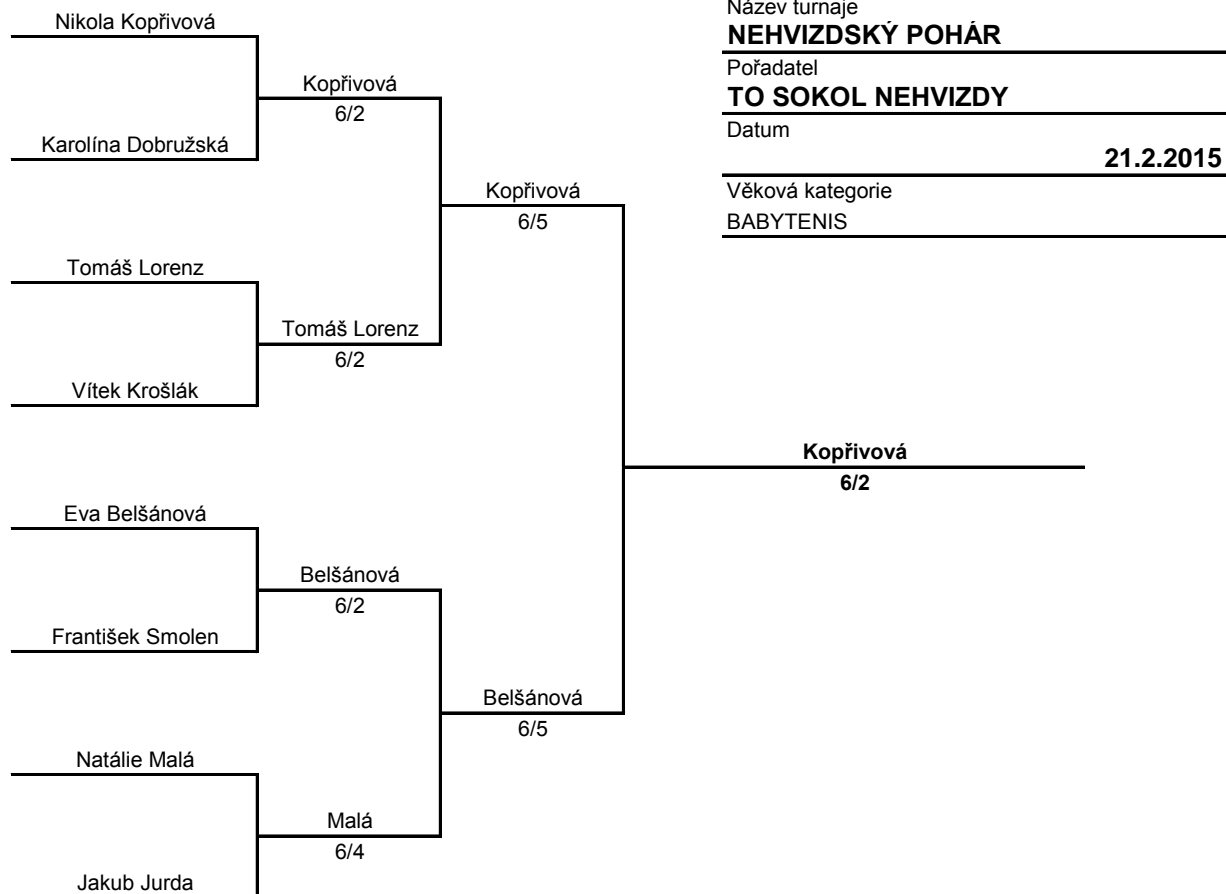 Název turnaje
NEHVIZDSKÝ POHÁR
Pořadatel
TO SOKOL NEHVIZDY
Datum
21.2.2015
Věková kategorie
BABYTENIS
Nikola Kopřivová
Kopřivová
6/2
Karolína Dobružská
Kopřivová
6/5
Tomáš Lorenz
Tomáš Lorenz
6/2
Vítek Krošlák
Kopřivová
6/2
Eva Belšánová
Belšánová
6/2
František Smolen
Belšánová
6/5
Natálie Malá
Malá
6/4
Jakub Jurda